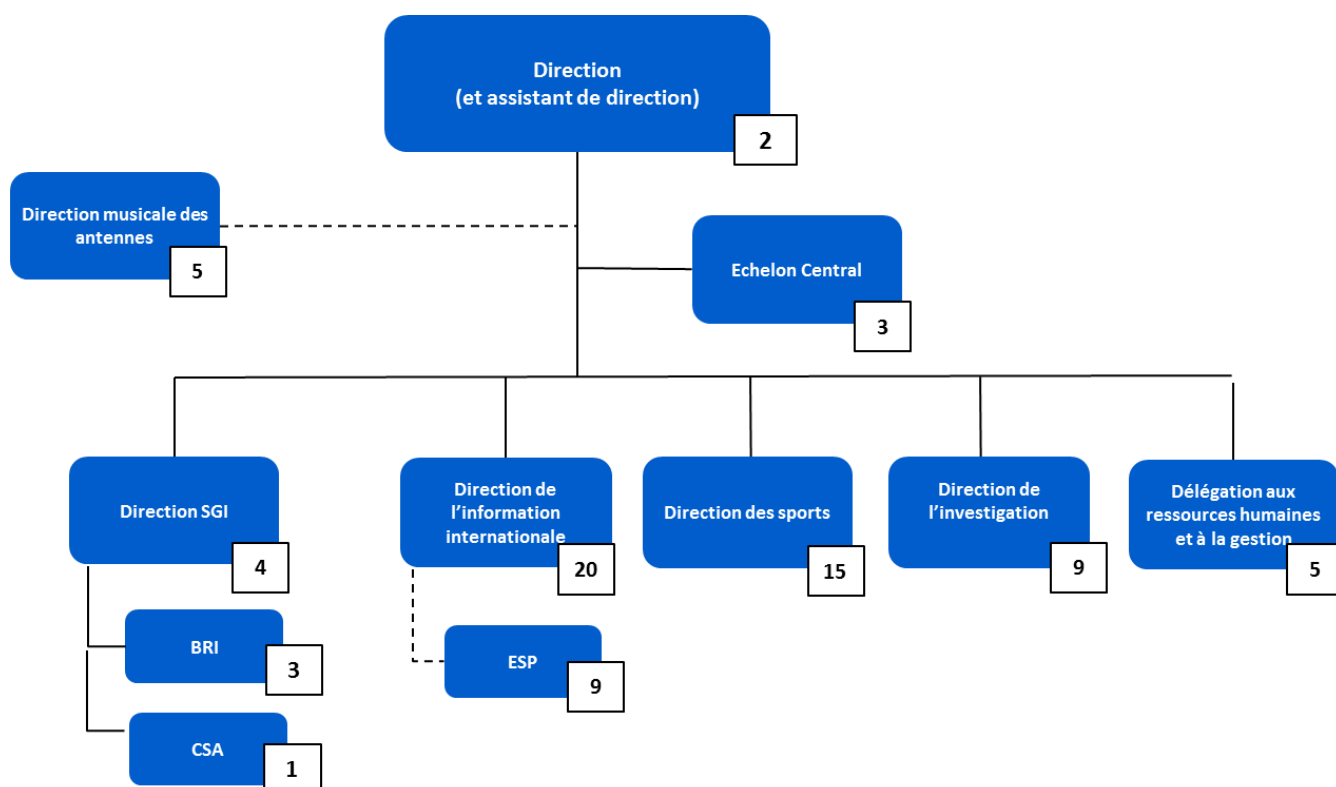 Direction
(et assistant de direction)
2
Direction musicale des
antennes
5
Echelon Central
3
Direction SGI
4
Direction de
l’information
internationale
20
Direction des sports
15
Direction de
l’investigation
9
Délégation aux
ressources humaines
et à la gestion
5
BRI
3
ESP
9
CSA
1